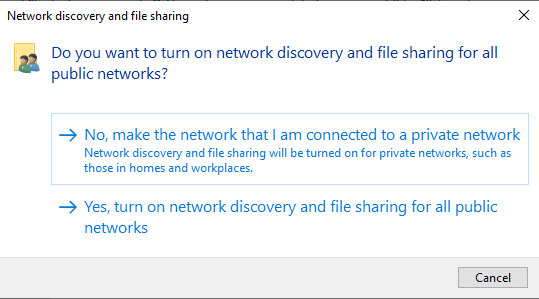 Network discovery and file sharing
Do you want to turn on network discovery and file sharing for all
public networks?
No, make the network that I am connected to a private network
Network discovery and file sharing will be turned on for private networks, such as
those in homes and workplaces.
Yes, turn on network discovery and file sharing for all public
networks
Cancel